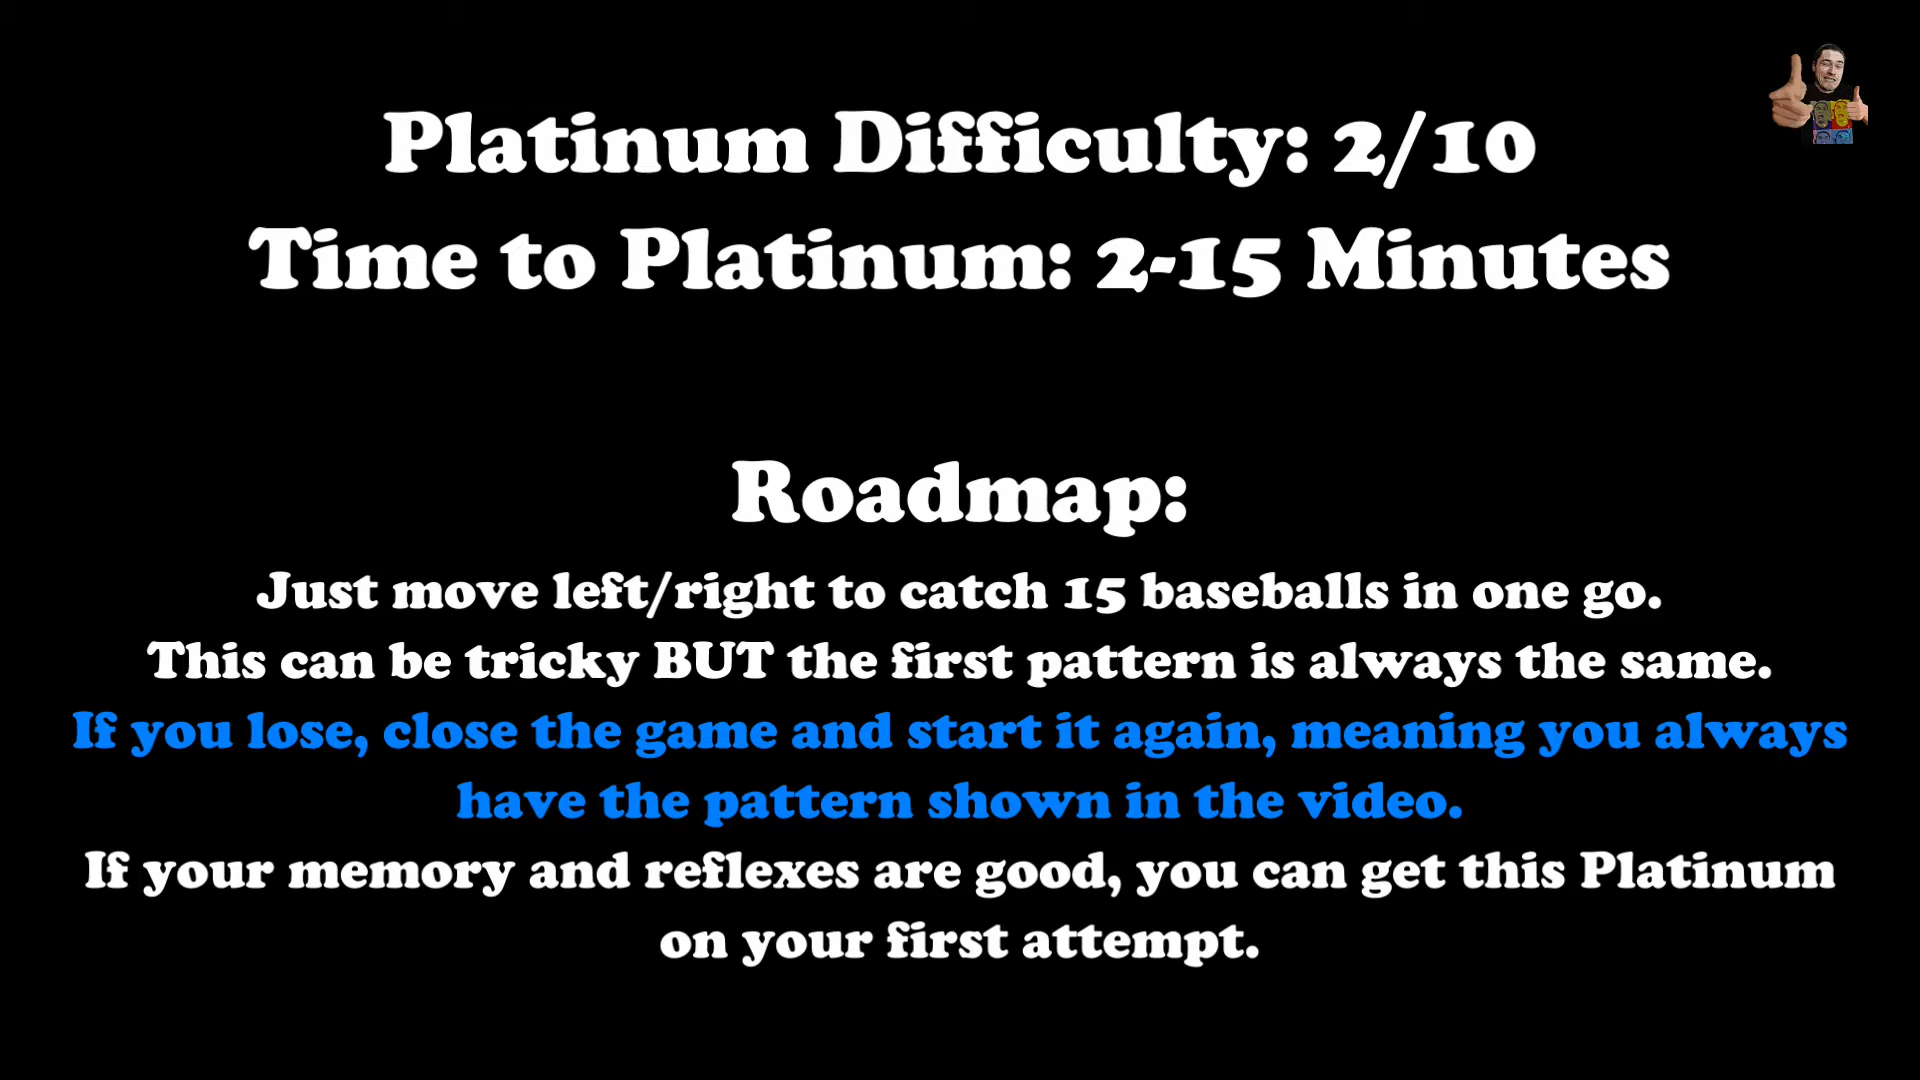 Platinum Difficulty: 2/10
Time to Platinum: 2-15 Minutes
Roadmap:
Just move left/right to catch 15 baseballs in one go.
This can be tricky BUT the first pattern is always the same.
If you lose, close the game and start it again, meaning you always
have the pattern shown in the video.
If your memory and reflexes are good, you can get this Platinum
on your first attempt.